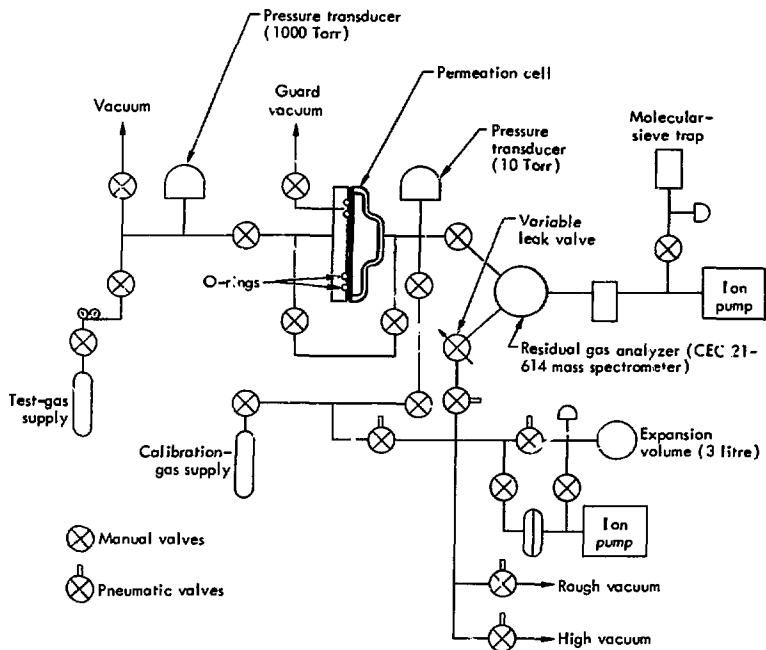 Pressure transducer
(1000 Torr)
Vacuum
Guard
vacuum
Permeation cell
Pressure
transducer
(10 Torr)
Molecular-
sieve trap
Variable
leak valve
O-rings
Ion
pump
Residual gas analyzer (CEC 21-
614 mass spectrometer)
Test-gas
supply
Calibration-
gas supply
Expansion
volume (3 litre)
Ion
pump
Manual valves
Pneumatic valves
Rough vacuum
High vacuum